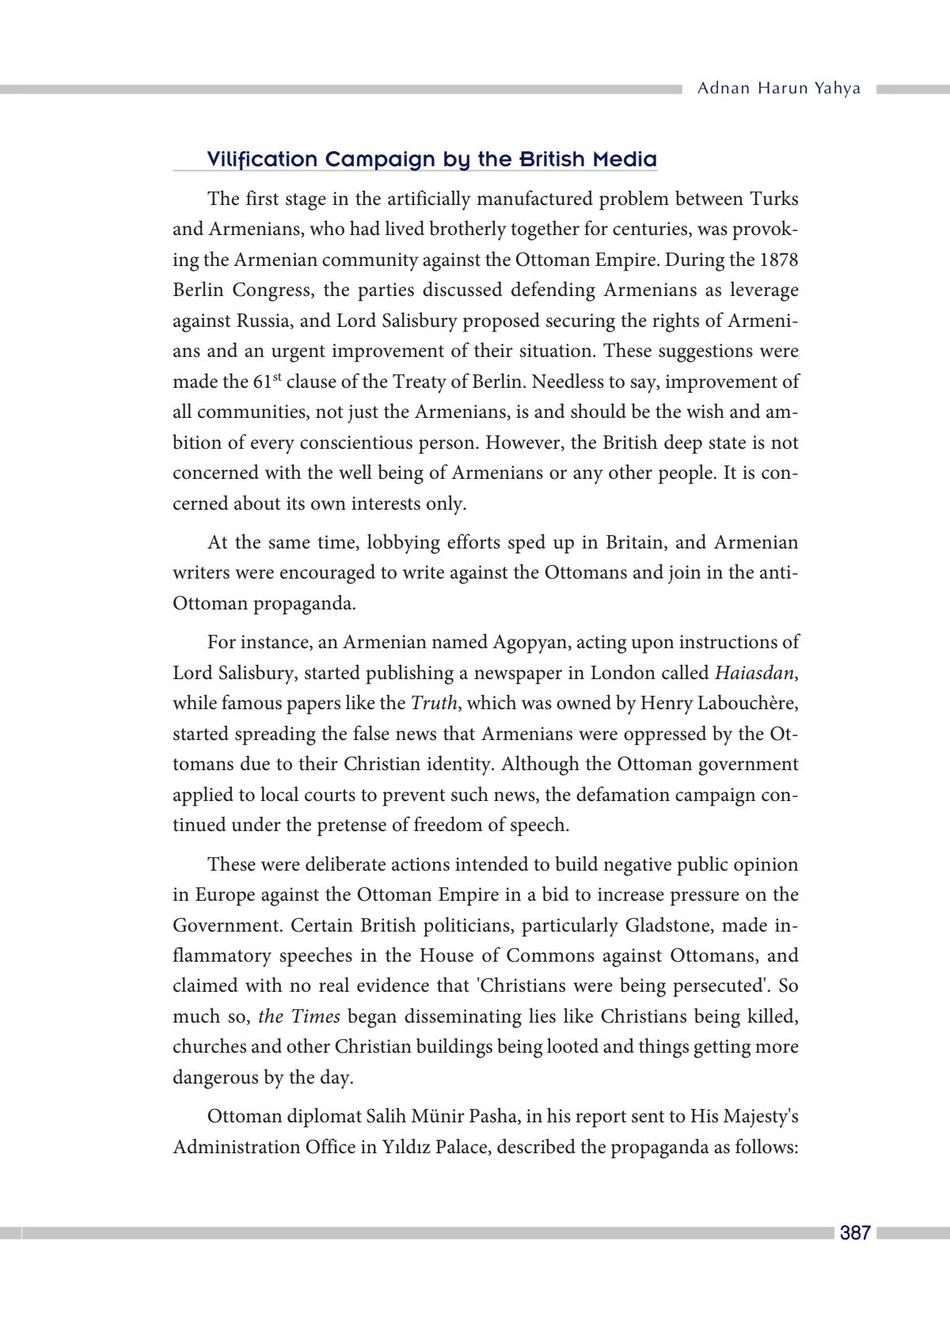 Adnan Harun Yahya
Vilification Campaign by the British Media
The first stage in the artificially manufactured problem between Turks
and Armenians, who had lived brotherly together for centuries, was provok-
ing the Armenian community against the Ottoman Empire. During the 1878
Berlin Congress, the parties discussed defending Armenians as leverage
against Russia, and Lord Salisbury proposed securing the rights of Armeni-
ans and an urgent improvement of their situation. These suggestions were
made the 61st clause of the Treaty of Berlin. Needless to say, improvement of
all communities, not just the Armenians, is and should be the wish and am-
bition of every conscientious person. However, the British deep state is not
concerned with the well being of Armenians or any other people. It is con-
cerned about its own interests only.
At the same time, lobbying efforts sped up in Britain, and Armenian
writers were encouraged to write against the Ottomans and join in the anti-
Ottoman propaganda.
For instance, an Armenian named Agopyan, acting upon instructions of
Lord Salisbury, started publishing a newspaper in London called Haiasdan,
while famous papers like the Truth, which was owned by Henry Labouchère,
started spreading the false news that Armenians were oppressed by the Ot-
tomans due to their Christian identity. Although the Ottoman government
applied to local courts to prevent such news, the defamation campaign con-
tinued under the pretense of freedom of speech.
These were deliberate actions intended to build negative public opinion
in Europe against the Ottoman Empire in a bid to increase pressure on the
Government. Certain British politicians, particularly Gladstone, made in-
flammatory speeches in the House of Commons against Ottomans, and
claimed with no real evidence that 'Christians were being persecuted'. So
much so, the Times began disseminating lies like Christians being killed,
churches and other Christian buildings being looted and things getting more
dangerous by the day.
Ottoman diplomat Salih Münir Pasha, in his report sent to His Majesty's
Administration Office in Yıldız Palace, described the propaganda as follows:
387